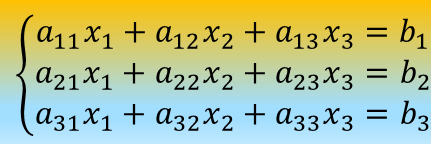 a₁₁x₁ + a₁₂x₂ + a₁₃x₃ = b₁
a₂₁x₁ + a₂₂x₂ + a₂₃x₃ = b₂
a₃₁x₁ + a₃₂x₂ + a₃₃x₃ = b₃